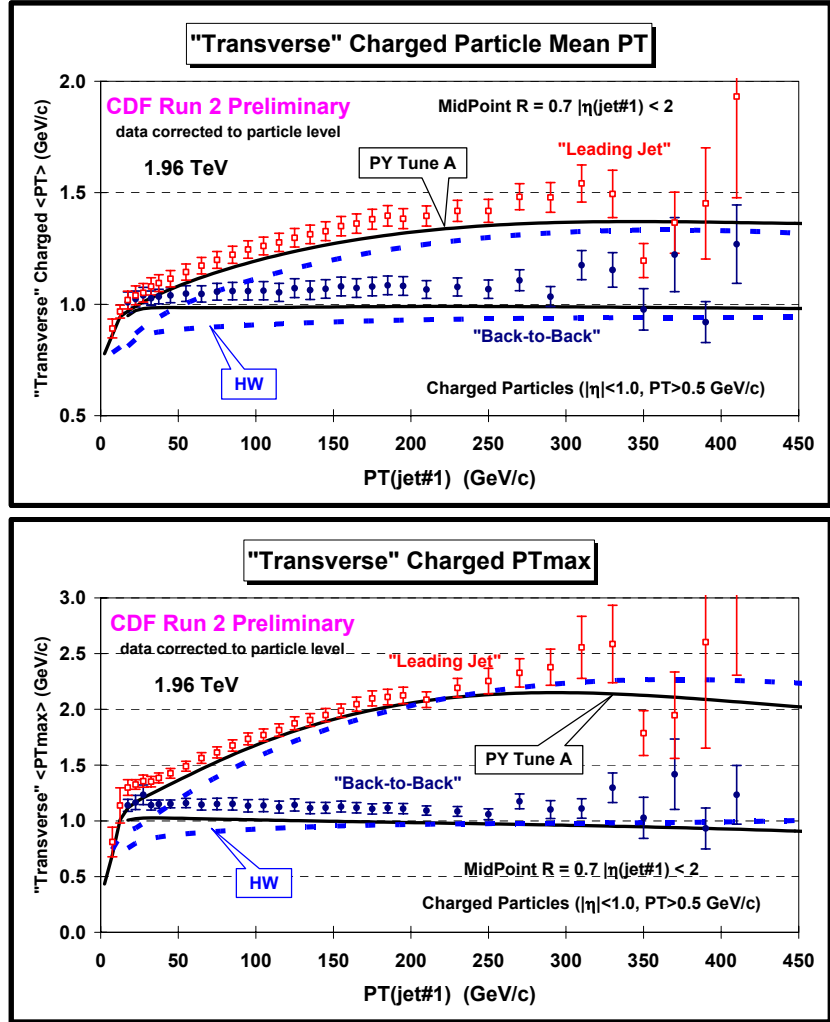 "Transverse" Charged Particle Mean PT
2.0
CDF Run 2 Preliminary
MidPoint R = 0.7 |η(jet#1) < 2
data corrected to particle level
"Leading Jet"
1.96 TeV
PY Tune A
1.5
1.0
"Back-to-Back"
HW
Charged Particles (|η|<1.0, PT>0.5 GeV/c)
0.5
"Transverse" Charged <PT> (GeV/c)
0 50 100 150 200 250 300 350 400 450
PT(jet#1) (GeV/c)
"Transverse" Charged PTmax
3.0
CDF Run 2 Preliminary
data corrected to particle level
2.5
"Leading Jet"
1.96 TeV
2.0
PY Tune A
1.5
"Back-to-Back"
1.0
HW
MidPoint R = 0.7 |η(jet#1) < 2
0.5
Charged Particles (|η|<1.0, PT>0.5 GeV/c)
0.0
"Transverse" <PTmax> (GeV/c)
0 50 100 150 200 250 300 350 400 450
PT(jet#1) (GeV/c)